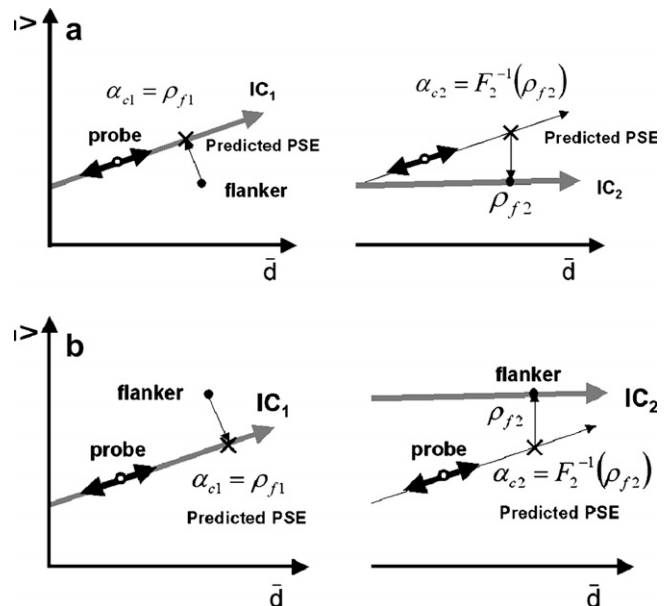 a
α_c1 = ρ_f1
IC₁
probe
Predicted PSE
flanker
d̄
α_c2 = F₂⁻¹(ρ_f2)
Predicted PSE
ρ_f2
IC₂
d̄
b
flanker
IC₁
probe
α_c1 = ρ_f1
Predicted PSE
d̄
flanker
IC₂
ρ_f2
probe
α_c2 = F₂⁻¹(ρ_f2)
Predicted PSE
d̄